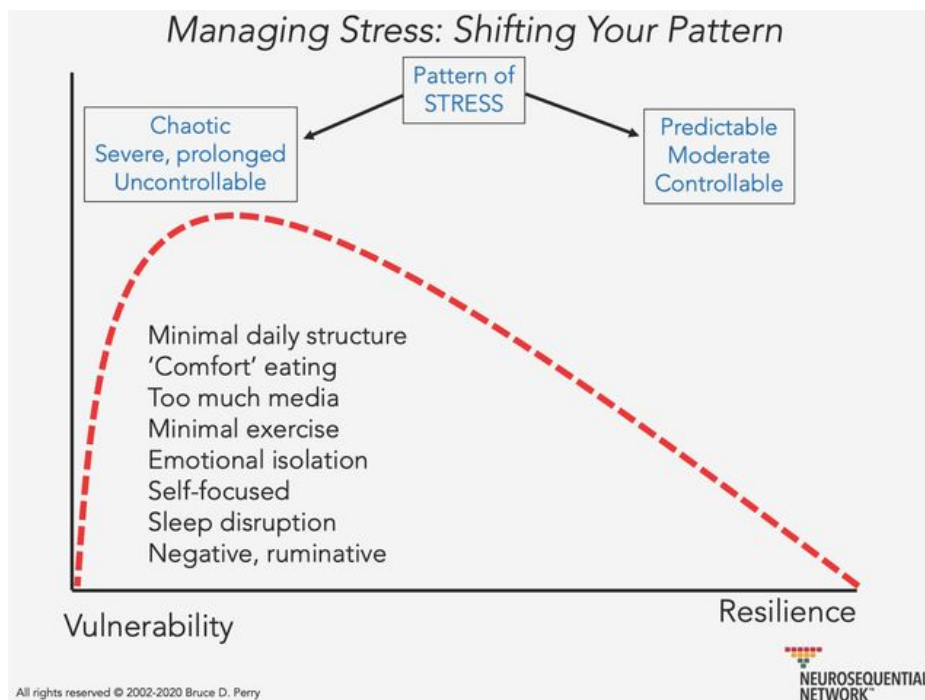 Managing Stress: Shifting Your Pattern
Pattern of
STRESS
Chaotic
Severe, prolonged
Uncontrollable
Predictable
Moderate
Controllable
Minimal daily structure
‘Comfort’ eating
Too much media
Minimal exercise
Emotional isolation
Self-focused
Sleep disruption
Negative, ruminative
Vulnerability
Resilience
All rights reserved © 2002-2020 Bruce D. Perry
NEUROSEQUENTIAL
NETWORK™